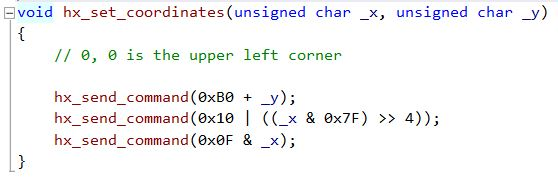 void hx_set_coordinates(unsigned char _x, unsigned char _y)
{
// 0, 0 is the upper left corner
hx_send_command(0xB0 + _y);
hx_send_command(0x10 | ((_x & 0x7F) >> 4));
hx_send_command(0x0F & _x);
}